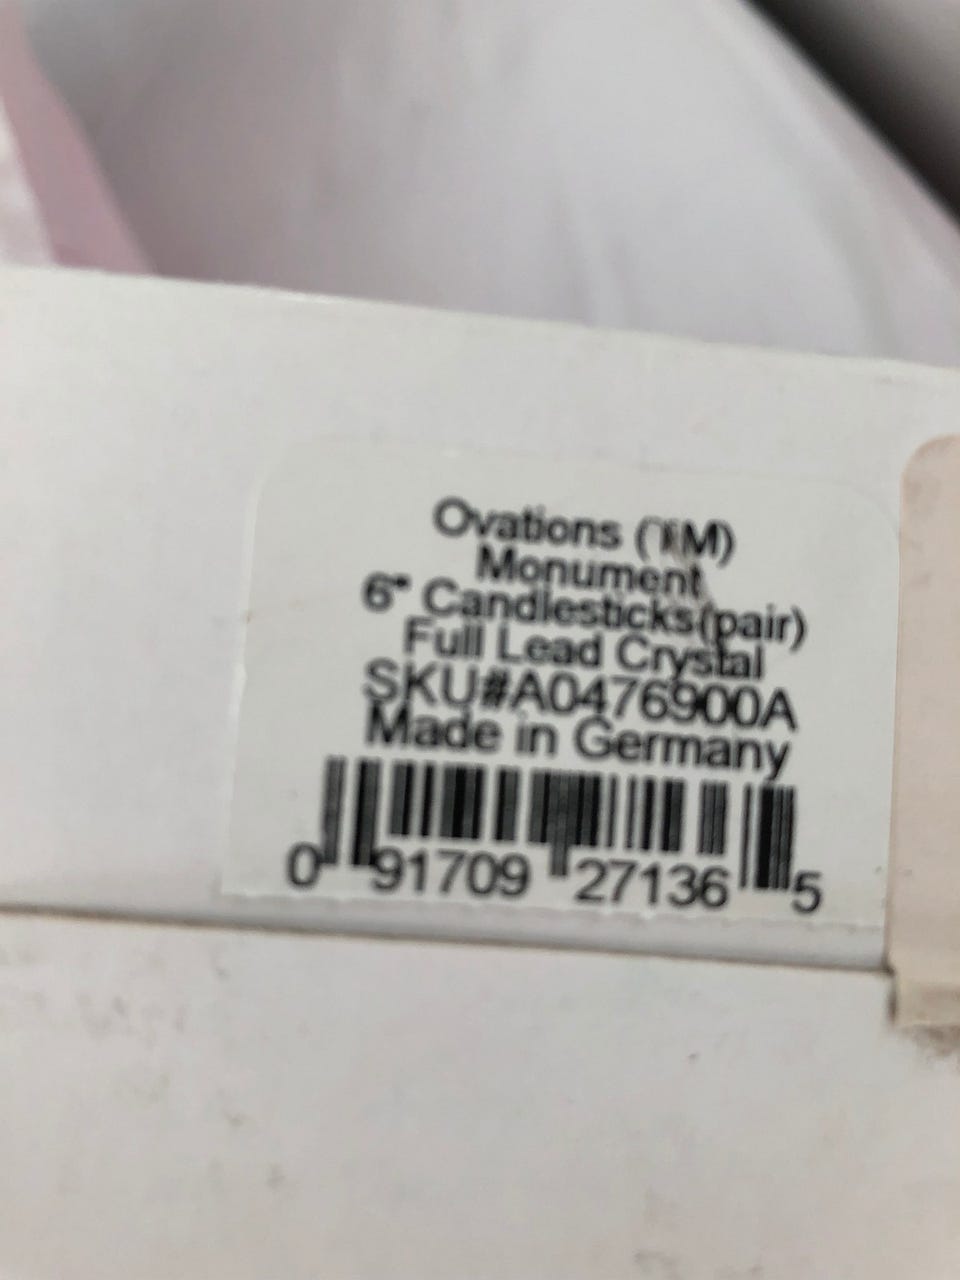 Ovations (TM)
Monument
6" Candlesticks(pair)
Full Lead Crystal
SKU#A0476900A
Made in Germany
0 91709 27136 5